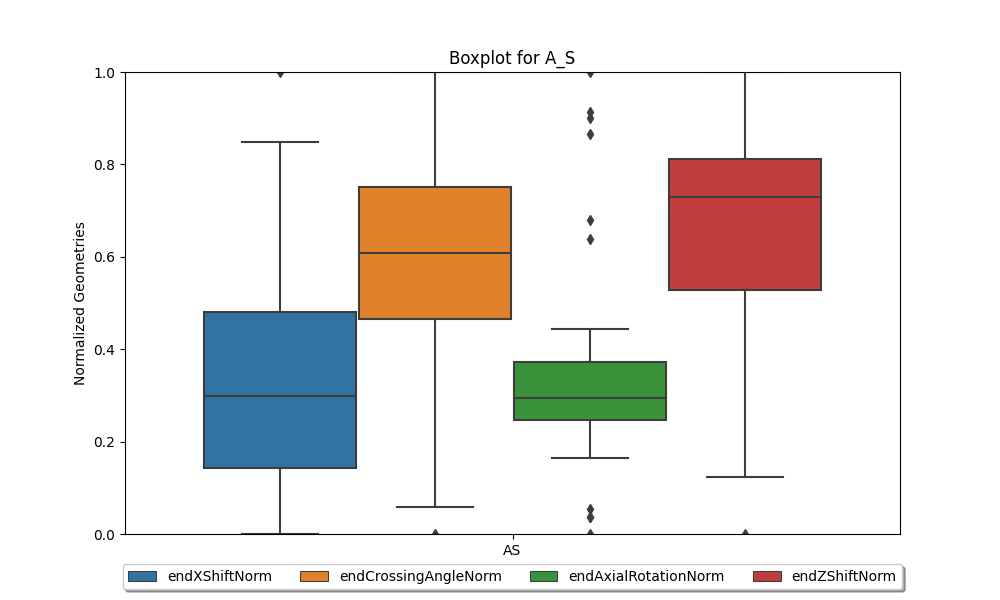 Boxplot for A_S
1.0
0.8
0.6
0.4
0.2
0.0
Normalized Geometries
AS
endXShiftNorm endCrossingAngleNorm endAxialRotationNorm endZShiftNorm